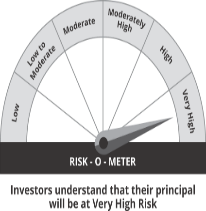 Low
Low to
Moderate
Moderate
Moderately
High
High
Very High
RISK - O - METER
Investors understand that their principal
will be at Very High Risk